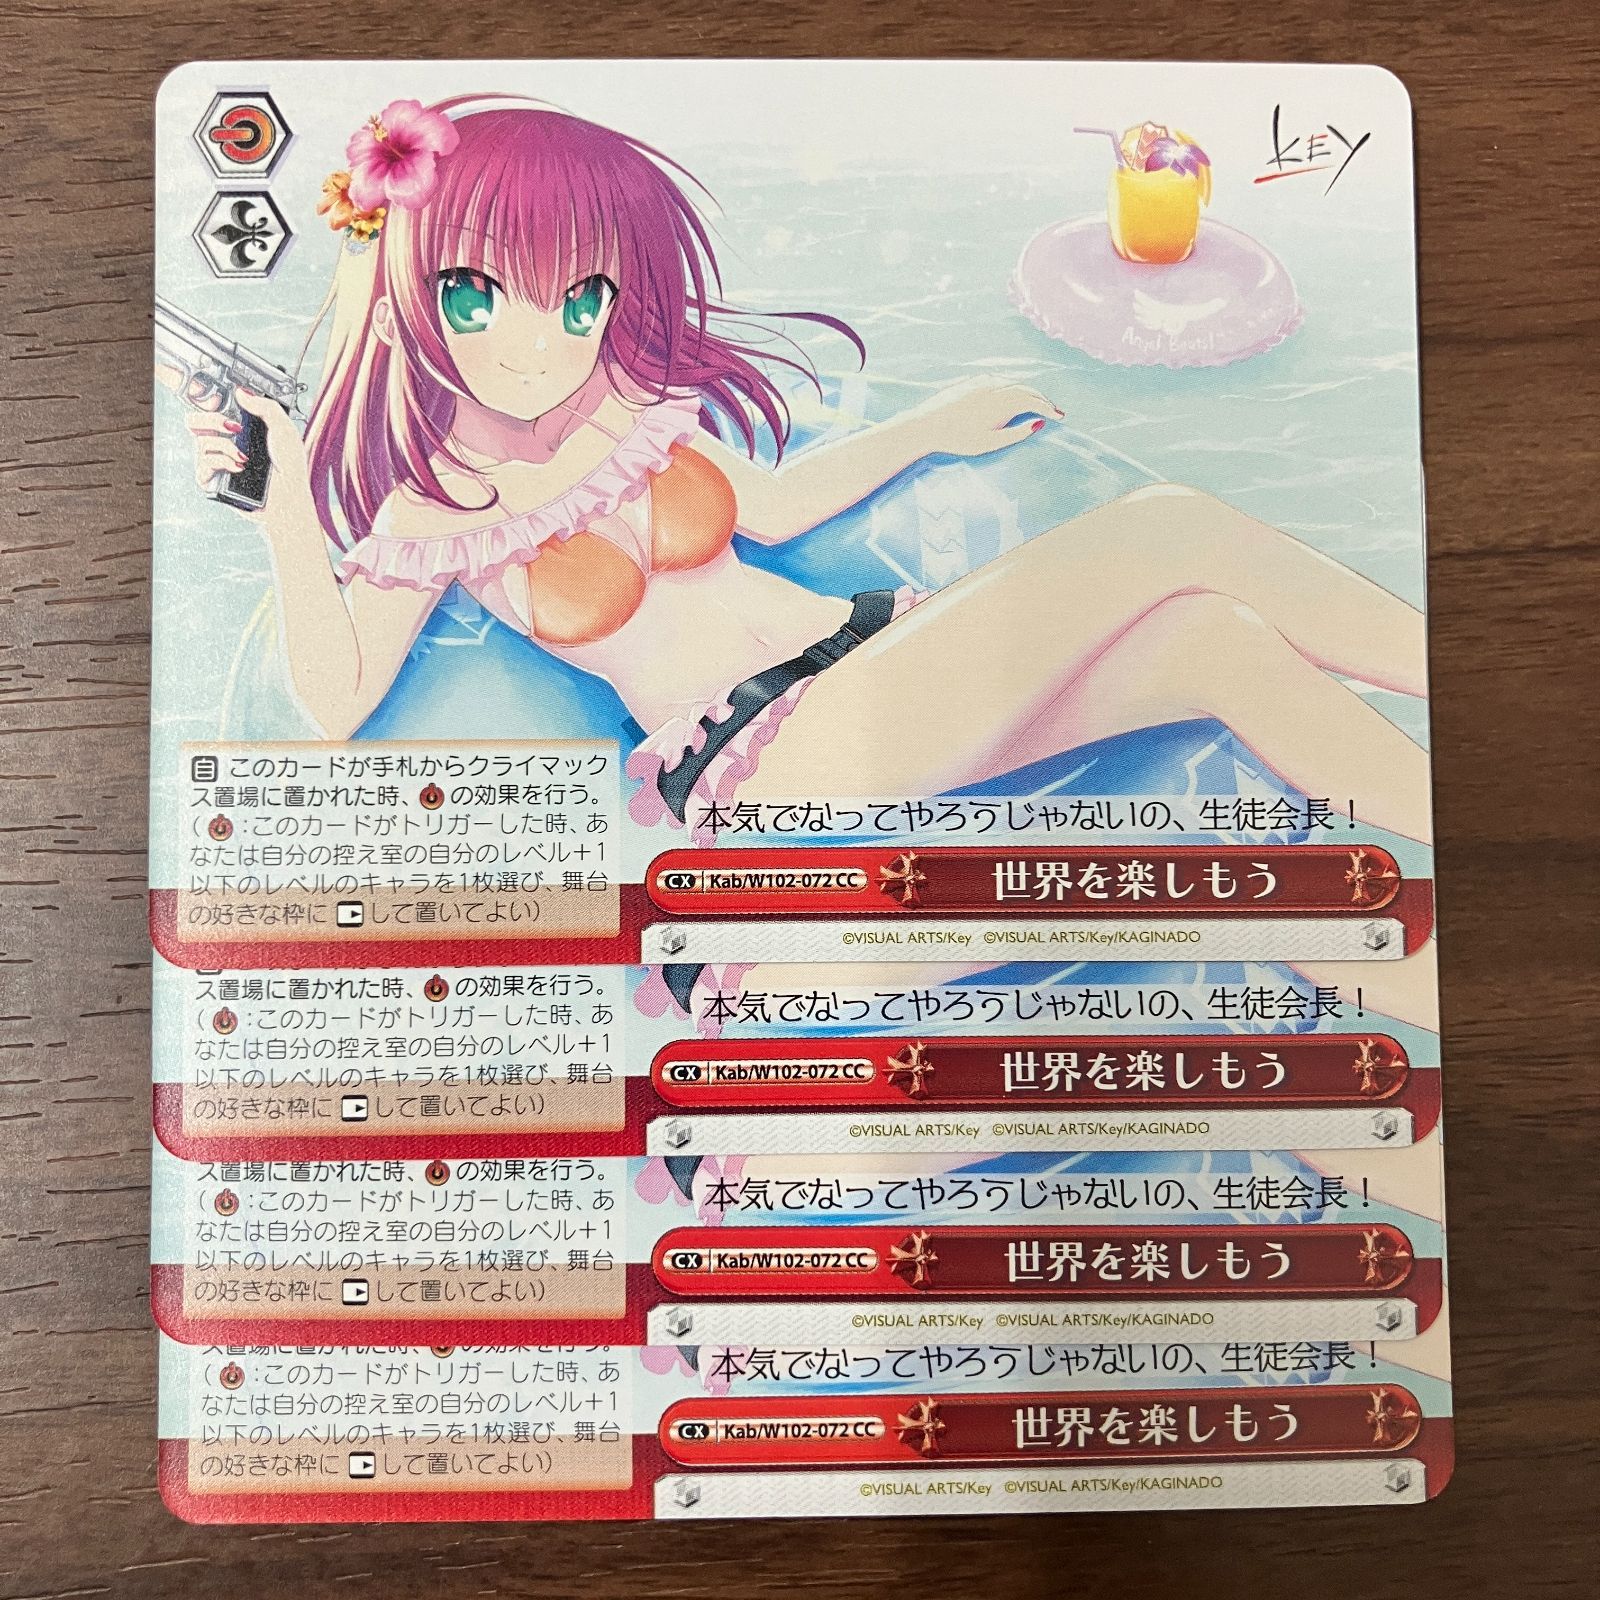 KEY
Angel Beats!
自 このカードが手札からクライマック
ス置場に置かれた時、の効果を行う。
(:このカードがトリガーした時、あ
なたは自分の控え室の自分のレベル+1
以下のレベルのキャラを1枚選び、舞台
の好きな枠にして置いてよい)
本気でなってやろうじゃないの、生徒会長!
CX Kab/W102-072 CC 世界を楽しもう
©VISUAL ARTS/Key ©VISUAL ARTS/Key/KAGINADO
ス置場に置かれた時、の効果を行う。
(:このカードがトリガーした時、あ
なたは自分の控え室の自分のレベル+1
以下のレベルのキャラを1枚選び、舞台
の好きな枠にして置いてよい)
本気でなってやろうじゃないの、生徒会長!
CX Kab/W102-072 CC 世界を楽しもう
©VISUAL ARTS/Key ©VISUAL ARTS/Key/KAGINADO
ス置場に置かれた時、の効果を行う。
(:このカードがトリガーした時、あ
なたは自分の控え室の自分のレベル+1
以下のレベルのキャラを1枚選び、舞台
の好きな枠にして置いてよい)
本気でなってやろうじゃないの、生徒会長!
CX Kab/W102-072 CC 世界を楽しもう
©VISUAL ARTS/Key ©VISUAL ARTS/Key/KAGINADO
ス置場に置かれた時、の効果を行う。
(:このカードがトリガーした時、あ
なたは自分の控え室の自分のレベル+1
以下のレベルのキャラを1枚選び、舞台
の好きな枠にして置いてよい)
本気でなってやろうじゃないの、生徒会長!
CX Kab/W102-072 CC 世界を楽しもう
©VISUAL ARTS/Key ©VISUAL ARTS/Key/KAGINADO